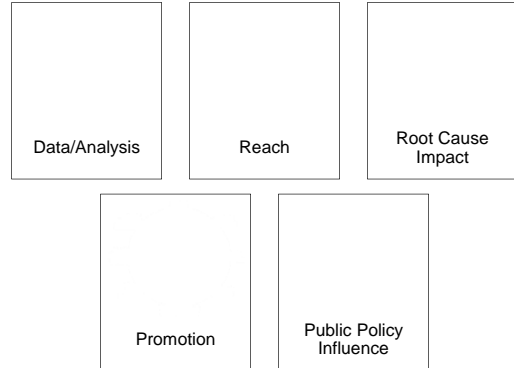 Data/Analysis
Reach
Root Cause
Impact
Promotion
Public Policy
Influence